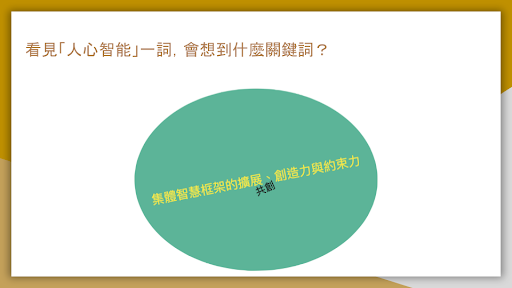 看見「人心智能」一詞，會想到什麼關鍵詞？
集體智慧框架的擴展、創造力與約束力
共創